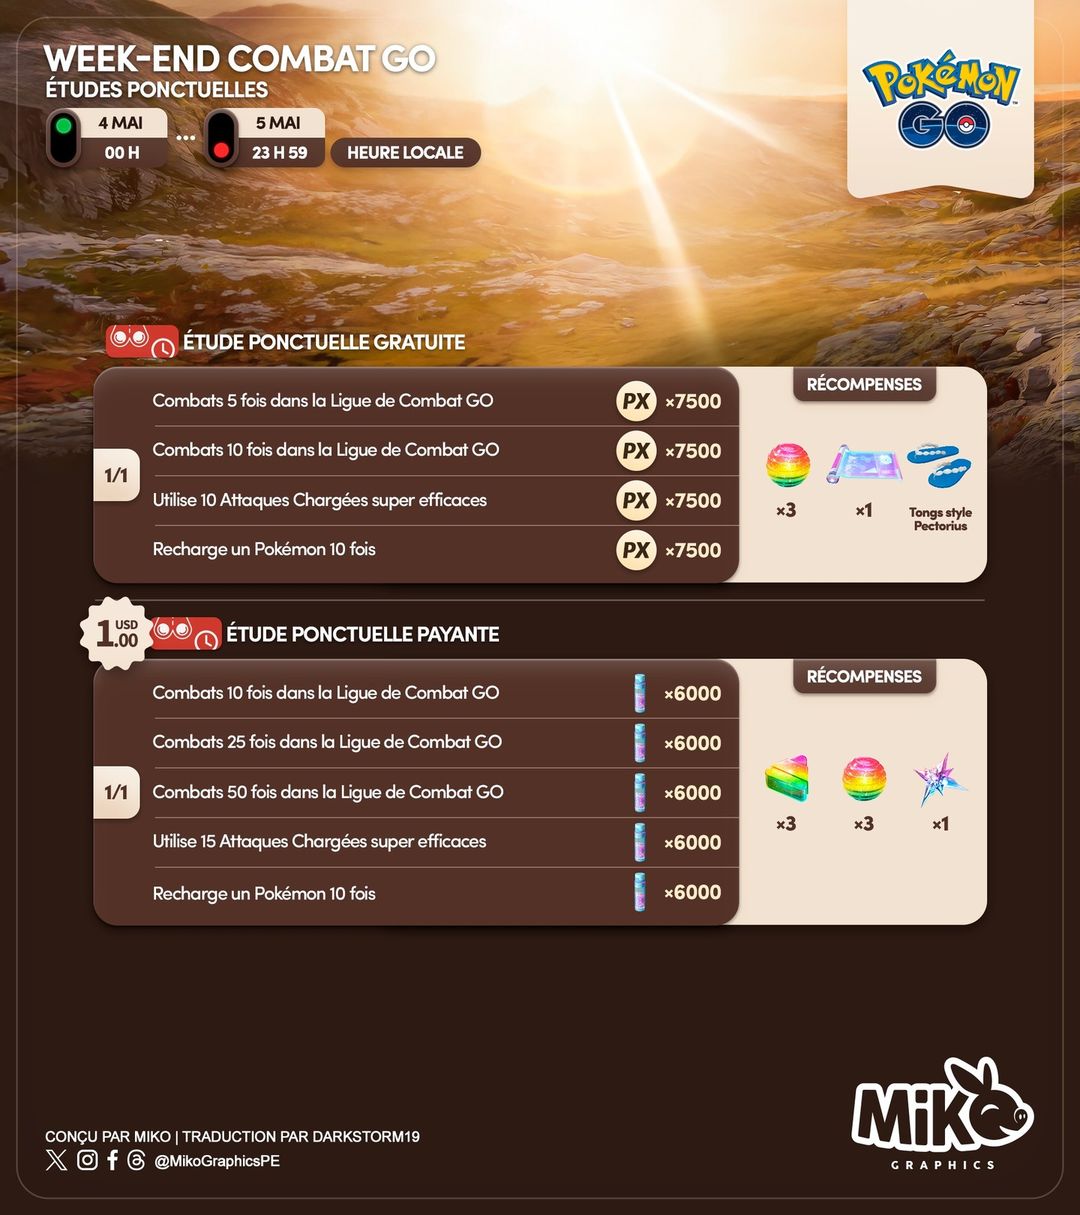 WEEK-END COMBAT GO
ÉTUDES PONCTUELLES
4 MAI
00 H
...
5 MAI
23 H 59
HEURE LOCALE
POKéMON
GO
ÉTUDE PONCTUELLE GRATUITE
1/1
Combats 5 fois dans la Ligue de Combat GO PX ×7500
Combats 10 fois dans la Ligue de Combat GO PX ×7500
Utilise 10 Attaques Chargées super efficaces PX ×7500
Recharge un Pokémon 10 fois PX ×7500
RÉCOMPENSES
×3
×1
Tongs style
Pectorius
1 USD
.00
ÉTUDE PONCTUELLE PAYANTE
1/1
Combats 10 fois dans la Ligue de Combat GO ×6000
Combats 25 fois dans la Ligue de Combat GO ×6000
Combats 50 fois dans la Ligue de Combat GO ×6000
Utilise 15 Attaques Chargées super efficaces ×6000
Recharge un Pokémon 10 fois ×6000
RÉCOMPENSES
×3
×3
×1
CONÇU PAR MIKO | TRADUCTION PAR DARKSTORM19
@MikoGraphicsPE
MiKO
GRAPHICS